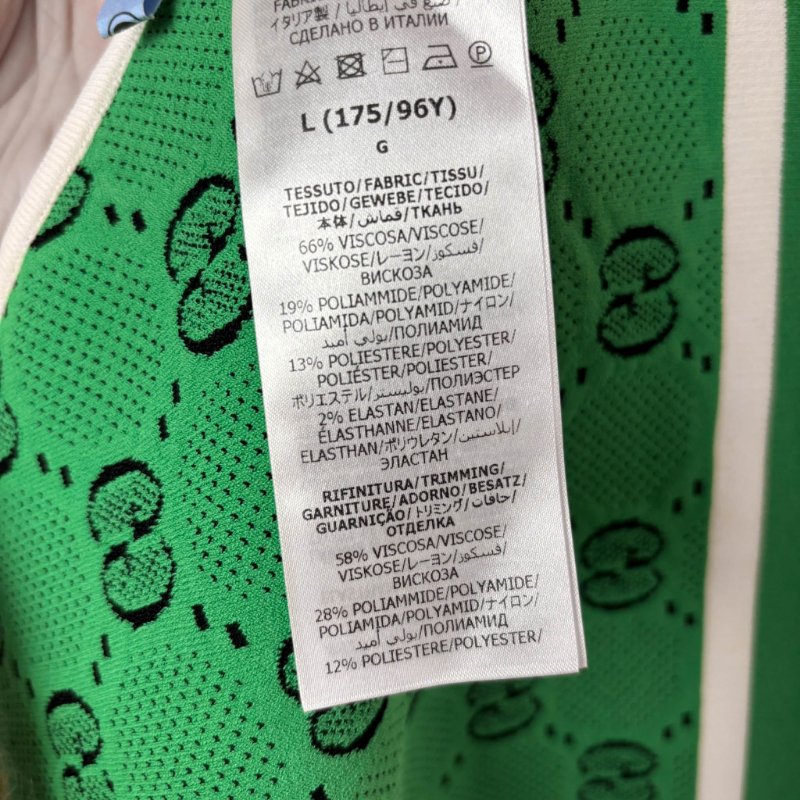 イタリア製 / صنع في إيطاليا /
СДЕЛАНО В ИТАЛИИ
P
L (175/96Y)
G
TESSUTO/FABRIC/TISSU/
TEJIDO/GEWEBE/TECIDO/
本体/قماش/ТКАНЬ
66% VISCOSA/VISCOSE/
VISKOSE/レーヨン/فسكوز/
ВИСКОЗА
19% POLIAMMIDE/POLYAMIDE/
POLIAMIDA/POLYAMID/ナイロン/
بولي أميد/ПОЛИАМИД
13% POLIESTERE/POLYESTER/
POLIÉSTER/POLIESTER/
ポリエステル/بوليستر/ПОЛИЭСТЕР
2% ELASTAN/ELASTANE/
ÉLASTHANNE/ELASTANO/
ELASTHAN/ポリウレタン/إيلاستين/
ЭЛАСТАН
RIFINITURA/TRIMMING/
GARNITURE/ADORNO/BESATZ/
GUARNIÇÃO/トリミング/حافات/
ОТДЕЛКА
58% VISCOSA/VISCOSE/
VISKOSE/レーヨン/فسكوز/
ВИСКОЗА
28% POLIAMMIDE/POLYAMIDE/
POLIAMIDA/POLYAMID/ナイロン/
بولي أميد/ПОЛИАМИД
12% POLIESTERE/POLYESTER/